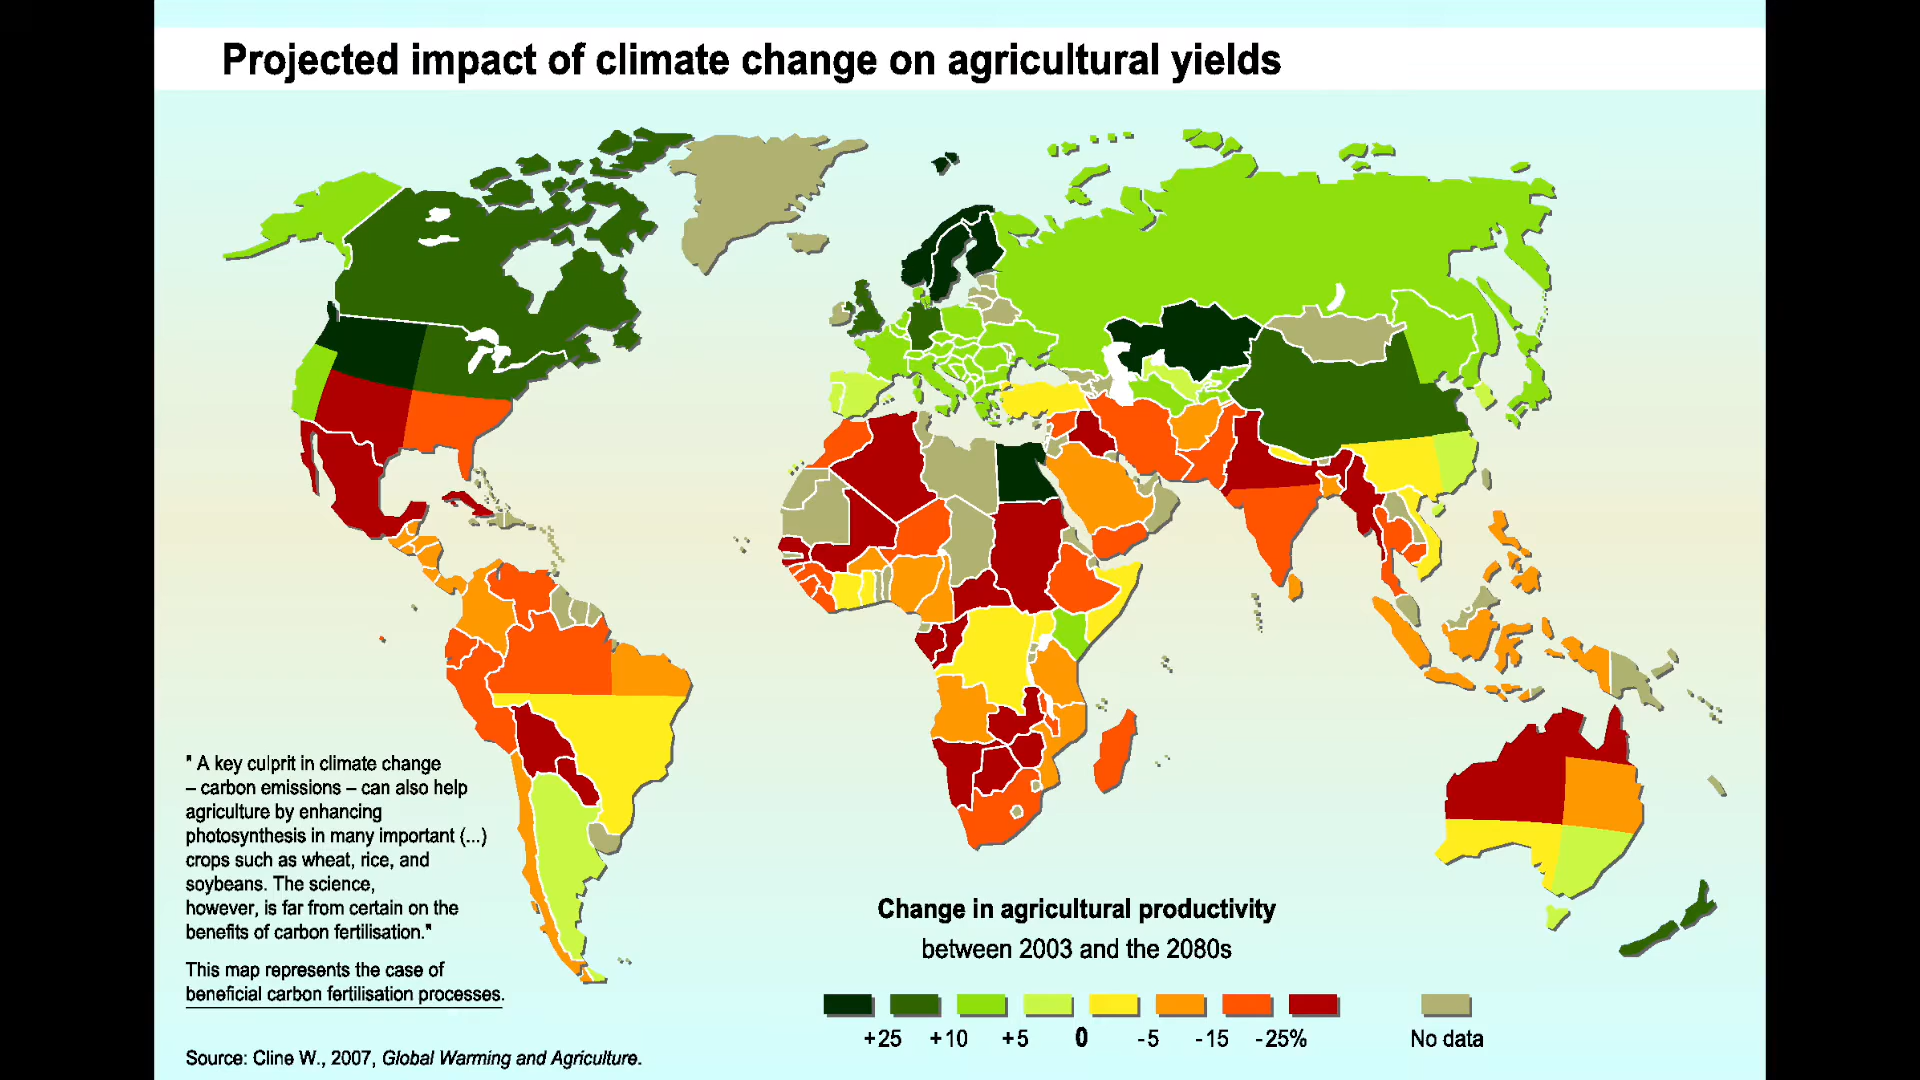 Projected impact of climate change on agricultural yields
" A key culprit in climate change
– carbon emissions – can also help
agriculture by enhancing
photosynthesis in many important (...)
crops such as wheat, rice, and
soybeans. The science,
however, is far from certain on the
benefits of carbon fertilisation."
This map represents the case of
beneficial carbon fertilisation processes.
Source: Cline W., 2007, Global Warming and Agriculture.
Change in agricultural productivity
between 2003 and the 2080s
+25 +10 +5 0 -5 -15 -25% No data